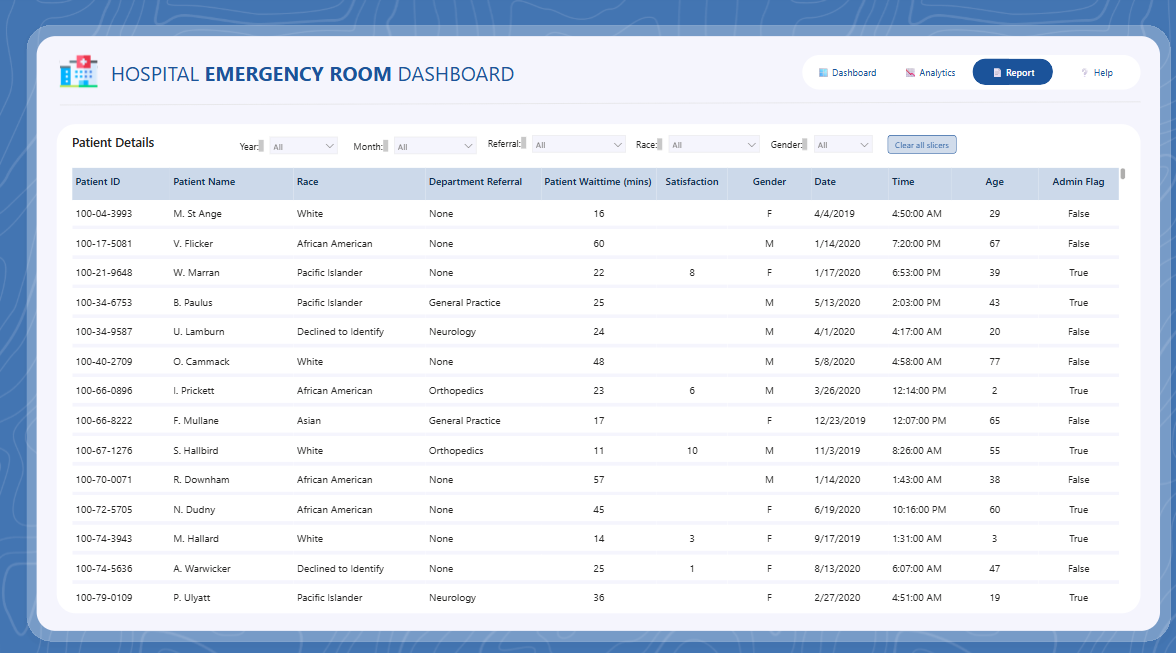 HOSPITAL EMERGENCY ROOM DASHBOARD
Dashboard Analytics Report ? Help
Patient Details Year: All Month: All Referral: All Race: All Gender: All Clear all slicers
Patient ID Patient Name Race Department Referral Patient Waittime (mins) Satisfaction Gender Date Time Age Admin Flag
100-04-3993 M. St Ange White None 16 F 4/4/2019 4:50:00 AM 29 False
100-17-5081 V. Flicker African American None 60 M 1/14/2020 7:20:00 PM 67 False
100-21-9648 W. Marran Pacific Islander None 22 8 F 1/17/2020 6:53:00 PM 39 True
100-34-6753 B. Paulus Pacific Islander General Practice 25 M 5/13/2020 2:03:00 PM 43 True
100-34-9587 U. Lamburn Declined to Identify Neurology 24 M 4/1/2020 4:17:00 AM 20 False
100-40-2709 O. Cammack White None 48 M 5/8/2020 4:58:00 AM 77 False
100-66-0896 I. Prickett African American Orthopedics 23 6 M 3/26/2020 12:14:00 PM 2 True
100-66-8222 F. Mullane Asian General Practice 17 F 12/23/2019 12:07:00 PM 65 False
100-67-1276 S. Hallbird White Orthopedics 11 10 M 11/3/2019 8:26:00 AM 55 True
100-70-0071 R. Downham African American None 57 M 1/14/2020 1:43:00 AM 38 False
100-72-5705 N. Dudny African American None 45 F 6/19/2020 10:16:00 PM 60 True
100-74-3943 M. Hallard White None 14 3 F 9/17/2019 1:31:00 AM 3 True
100-74-5636 A. Warwicker Declined to Identify None 25 1 F 8/13/2020 6:07:00 AM 47 False
100-79-0109 P. Ulyatt Pacific Islander Neurology 36 F 2/27/2020 4:51:00 AM 19 True